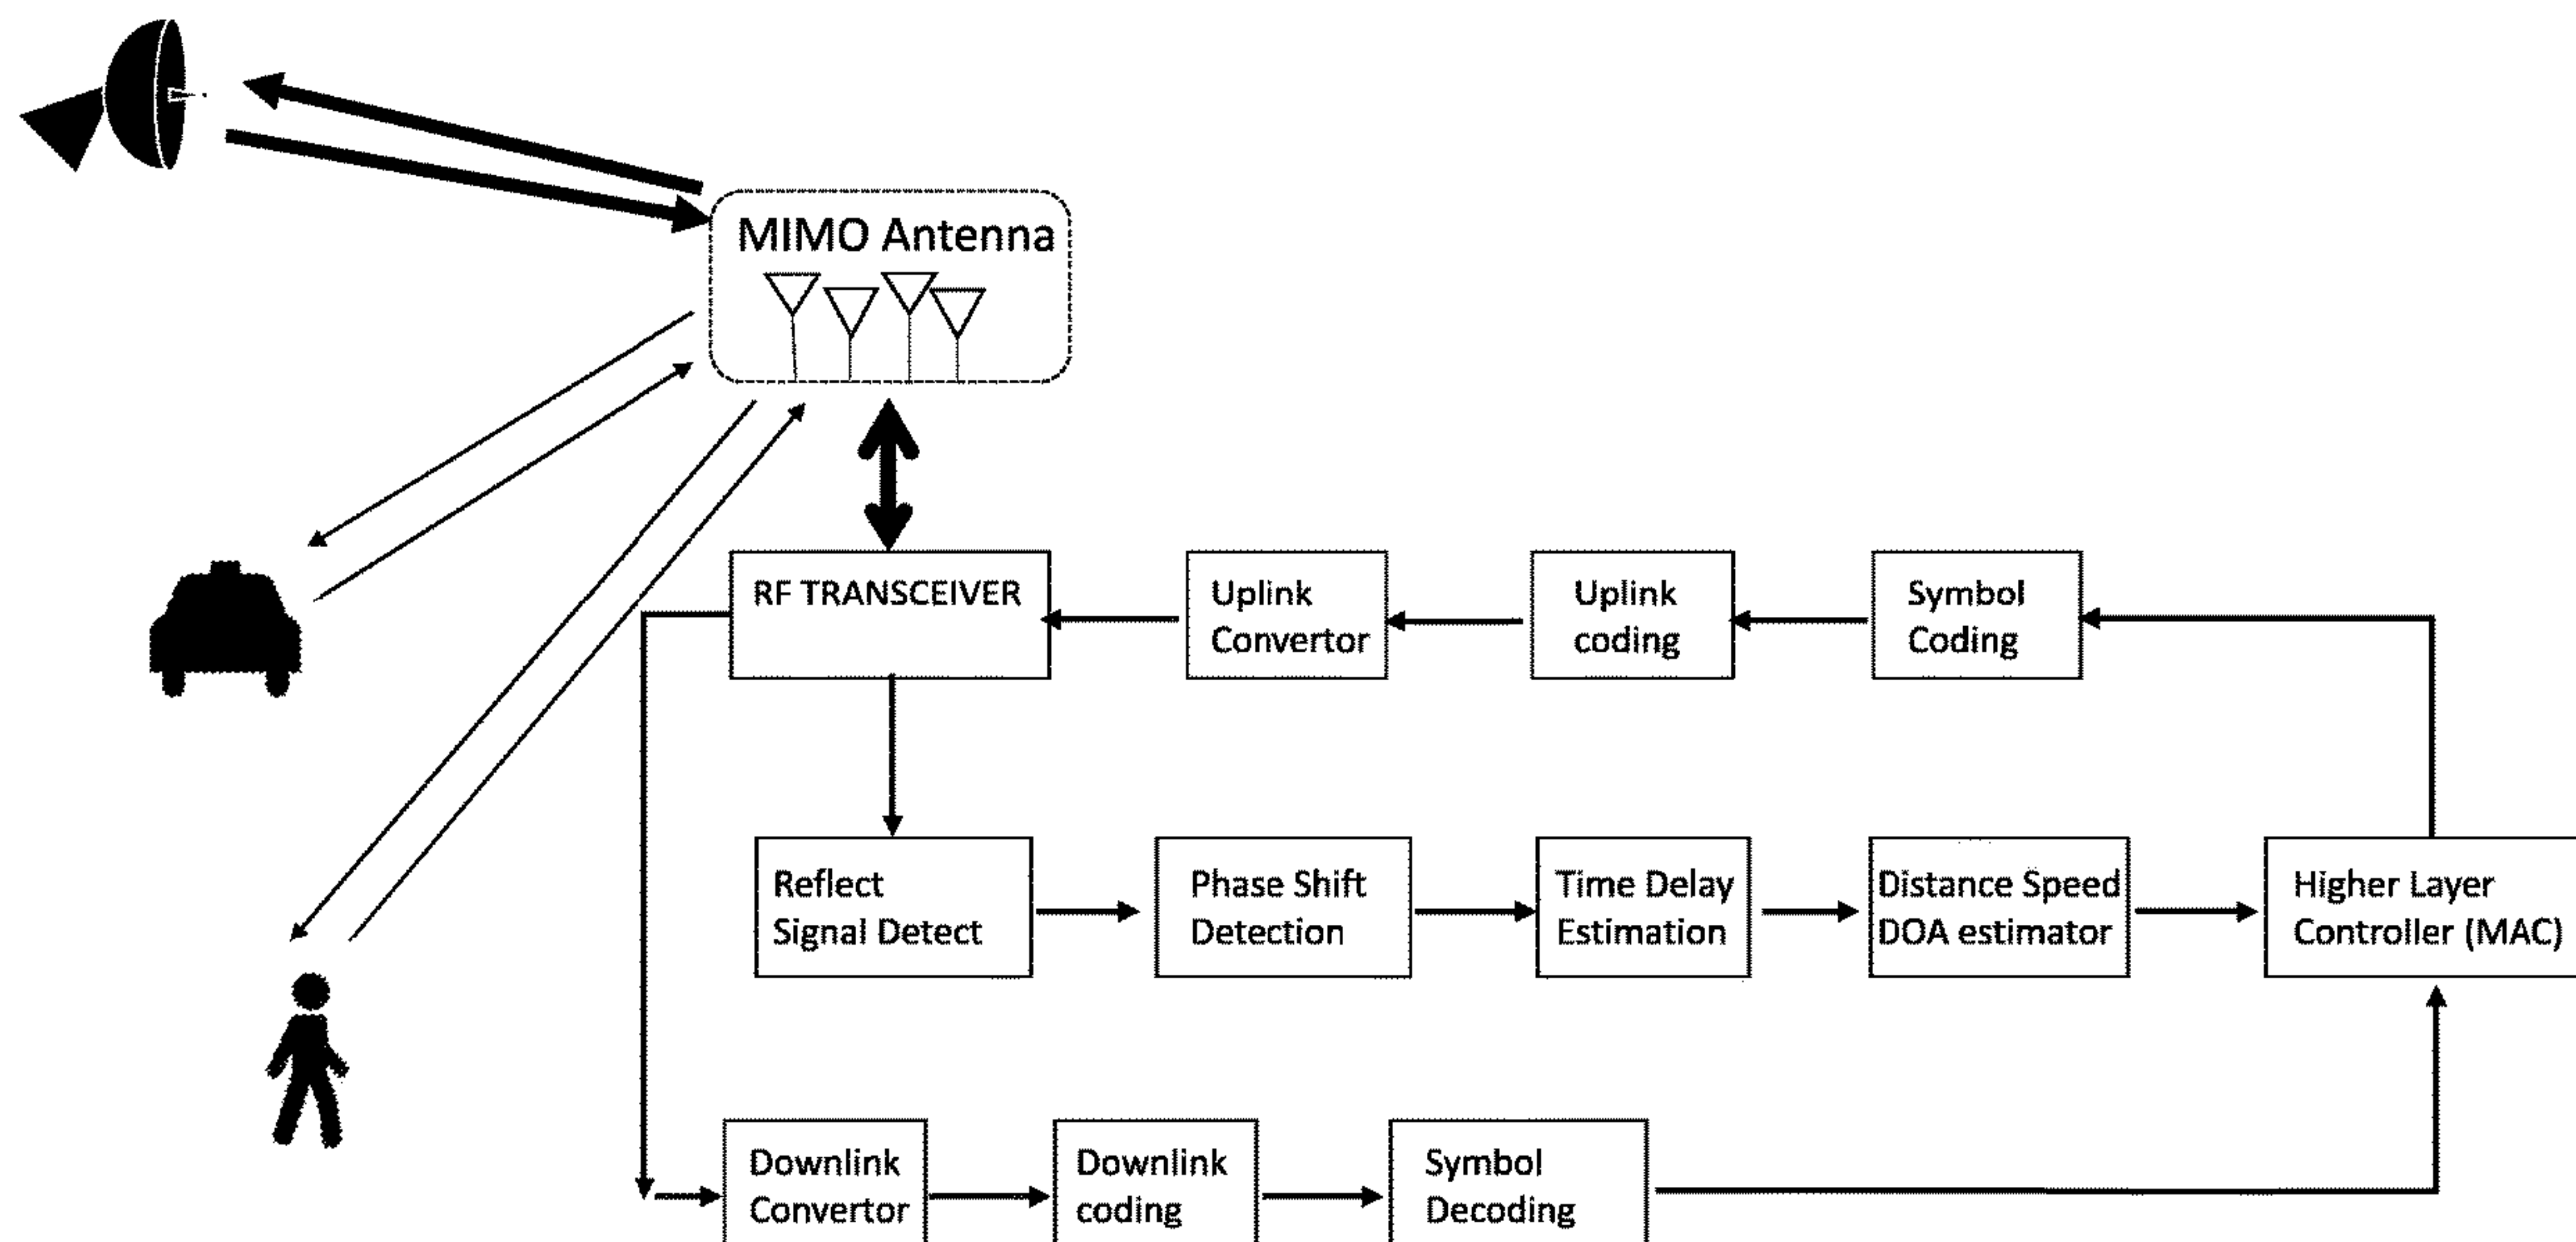 MIMO Antenna
RF TRANSCEIVER
Uplink
Convertor
Uplink
coding
Symbol
Coding
Reflect
Signal Detect
Phase Shift
Detection
Time Delay
Estimation
Distance Speed
DOA estimator
Higher Layer
Controller (MAC)
Downlink
Convertor
Downlink
coding
Symbol
Decoding